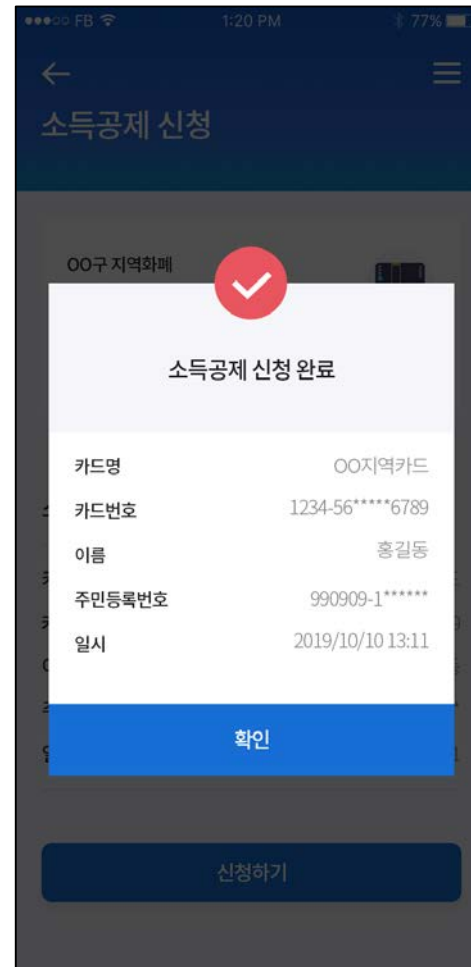 FB 1:20 PM 77%
소득공제 신청
OO구 지역화폐
소득공제 신청 완료
카드명 OO지역카드
카드번호 1234-56*****6789
이름 홍길동
주민등록번호 990909-1******
일시 2019/10/10 13:11
확인
신청하기